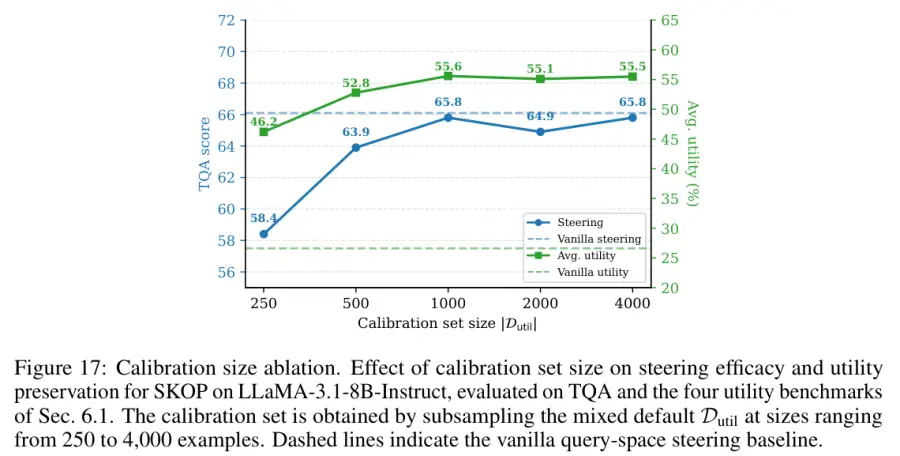 72
70
68
66
64
62
60
58
56
TQA score
65
60
55
50
45
40
35
30
25
20
Avg. utility (%)
46.2
52.8
55.6
55.1
55.5
58.4
63.9
65.8
64.9
65.8
Steering
Vanilla steering
Avg. utility
Vanilla utility
250 500 1000 2000 4000
Calibration set size |𝒟util|
Figure 17: Calibration size ablation. Effect of calibration set size on steering efficacy and utility
preservation for SKOP on LLaMA-3.1-8B-Instruct, evaluated on TQA and the four utility benchmarks
of Sec. 6.1. The calibration set is obtained by subsampling the mixed default 𝒟util at sizes ranging
from 250 to 4,000 examples. Dashed lines indicate the vanilla query-space steering baseline.